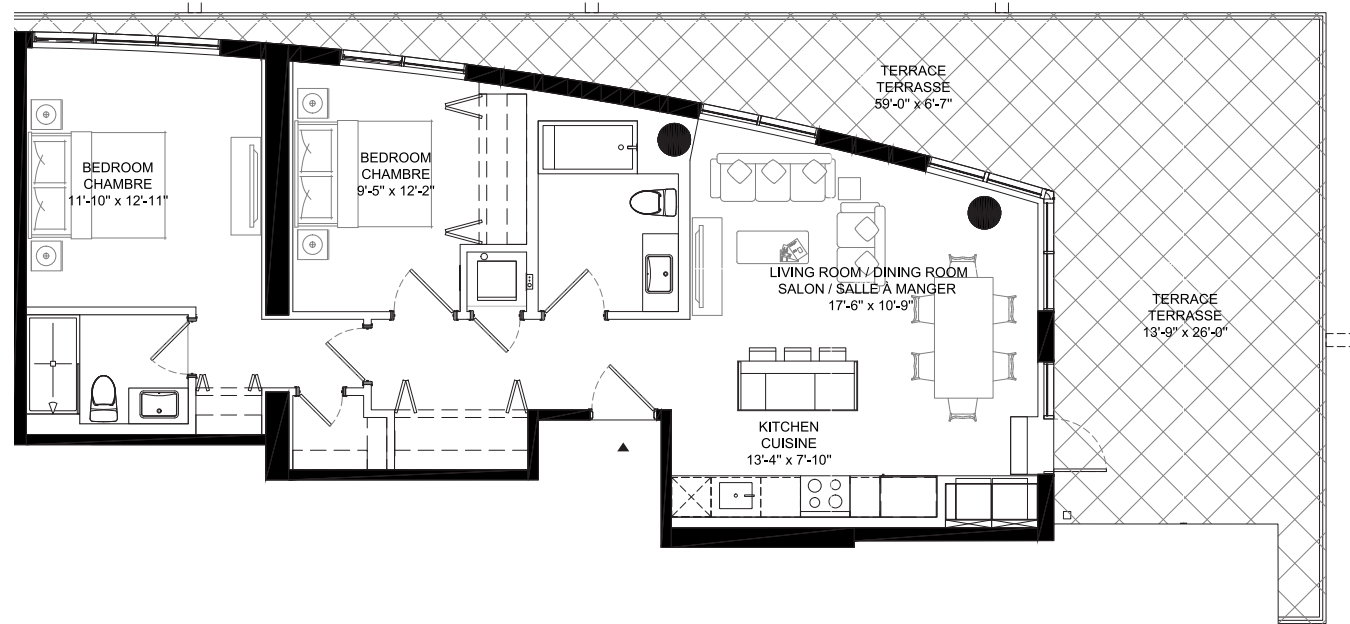 TERRACE
TERRASSE
59'-0" x 6'-7"
BEDROOM
CHAMBRE
11'-10" x 12'-11"
BEDROOM
CHAMBRE
9'-5" x 12'-2"
LIVING ROOM / DINING ROOM
SALON / SALLE À MANGER
17'-6" x 10'-9"
TERRACE
TERRASSE
13'-9" x 26'-0"
KITCHEN
CUISINE
13'-4" x 7'-10"